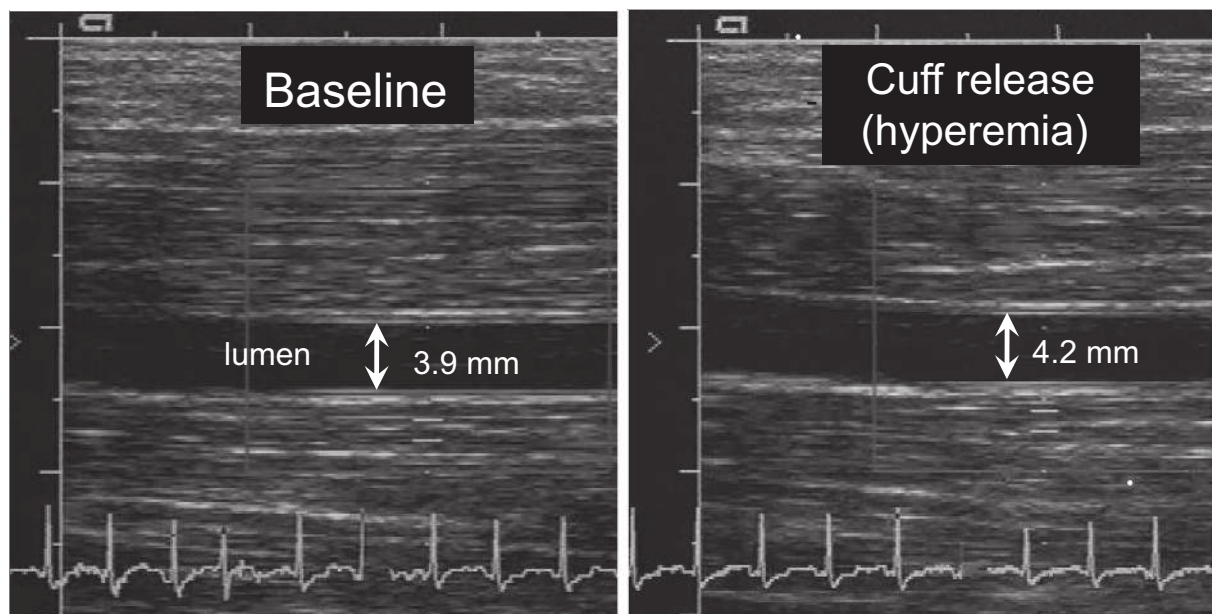 Baseline
lumen
3.9 mm
Cuff release
(hyperemia)
4.2 mm